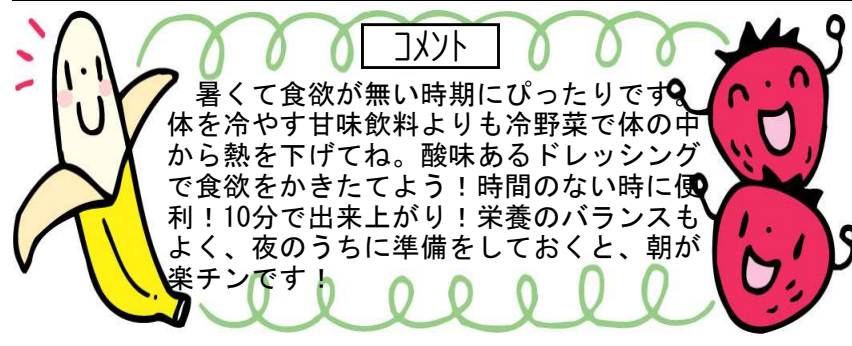 コメント
暑くて食欲が無い時期にぴったりです。
体を冷やす甘味飲料よりも冷野菜で体の中
から熱を下げてね。酸味あるドレッシング
で食欲をかきたてよう！時間のない時に便
利！10分で出来上がり！栄養のバランスも
よく、夜のうちに準備をしておくと、朝が
楽チンです！